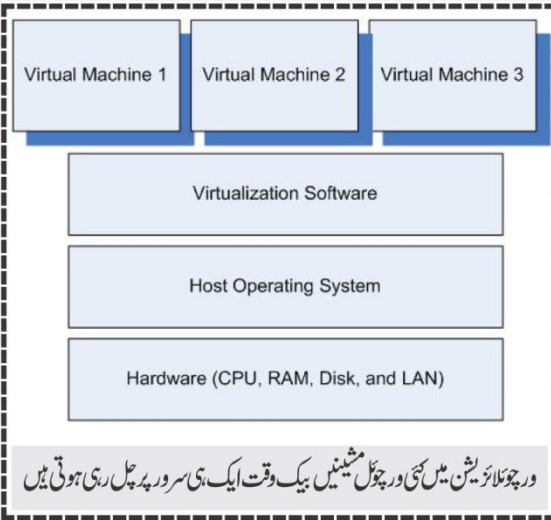 Virtual Machine 1 Virtual Machine 2 Virtual Machine 3
Virtualization Software
Host Operating System
Hardware (CPU, RAM, Disk, and LAN)
ورچوئلائزیشن میں کئی ورچوئل مشینیں بیک وقت ایک ہی سرور پر چل رہی ہوتی ہیں